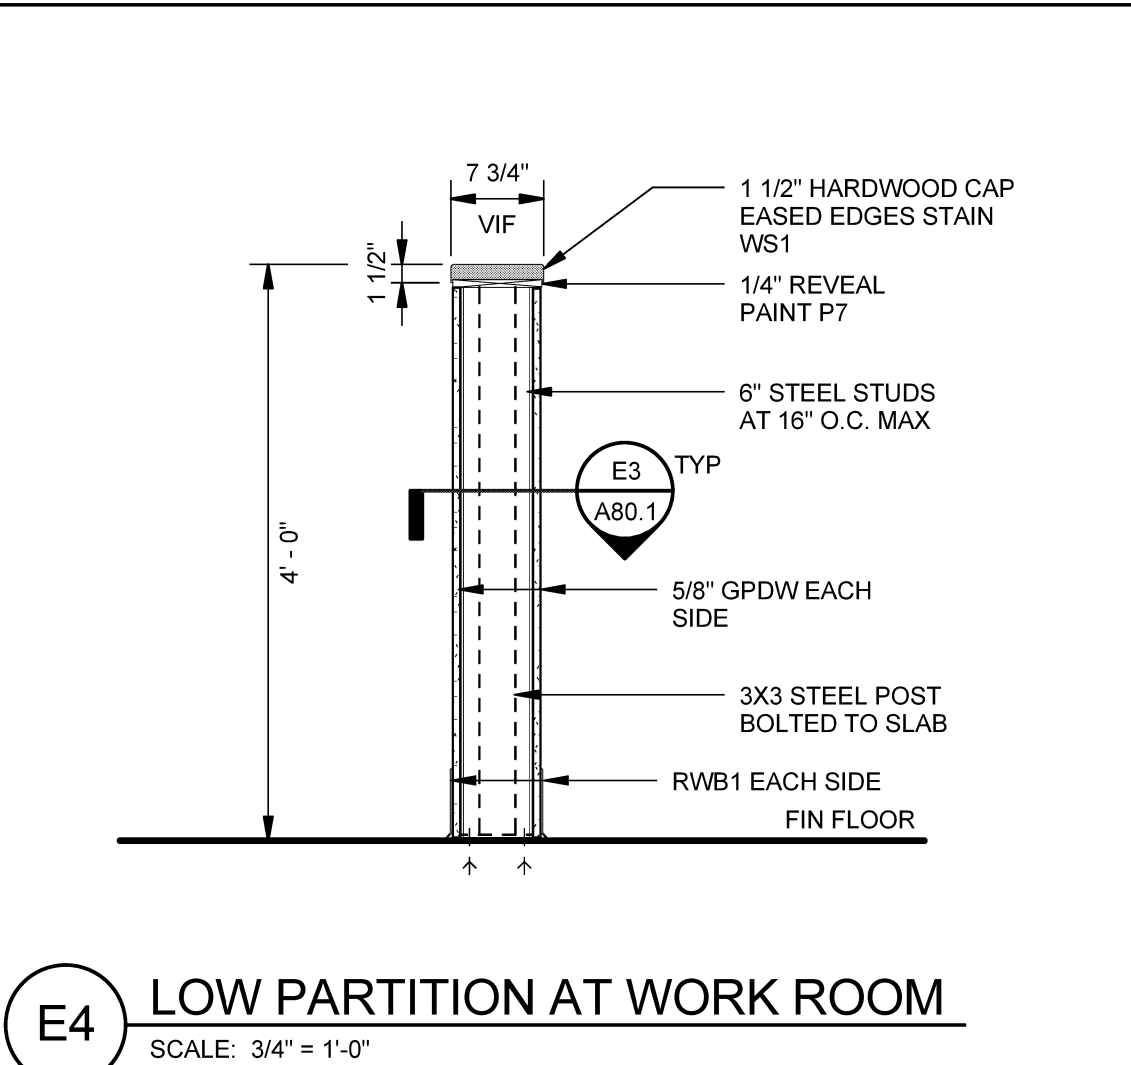 7 3/4"
VIF
1 1/2"
1 1/2" HARDWOOD CAP
EASED EDGES STAIN
WS1
1/4" REVEAL
PAINT P7
6" STEEL STUDS
AT 16" O.C. MAX
E3
TYP
A80.1
4' - 0"
5/8" GPDW EACH
SIDE
3X3 STEEL POST
BOLTED TO SLAB
RWB1 EACH SIDE
FIN FLOOR
E4
LOW PARTITION AT WORK ROOM
SCALE: 3/4" = 1'-0"